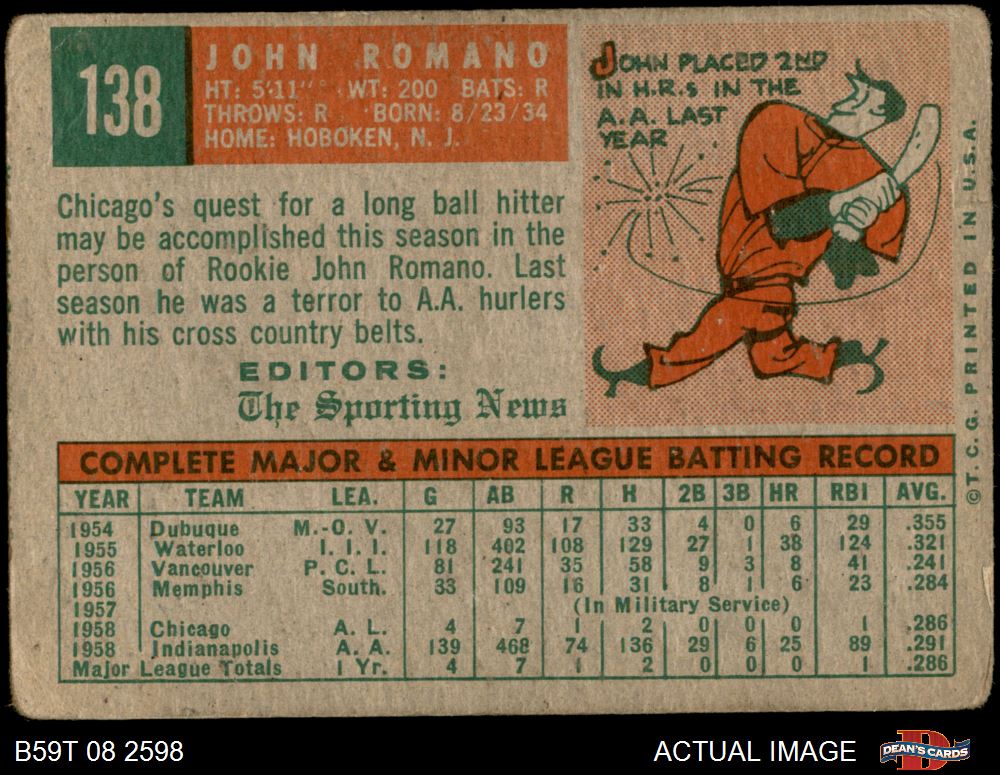 138
JOHN ROMANO
HT: 5'11" WT: 200 BATS: R
THROWS: R BORN: 8/23/34
HOME: HOBOKEN, N. J.
JOHN PLACED 2ND
IN H.R.s IN THE
A.A. LAST
YEAR
Chicago's quest for a long ball hitter
may be accomplished this season in the
person of Rookie John Romano. Last
season he was a terror to A.A. hurlers
with his cross country belts.
EDITORS:
The Sporting News
©T. C. G. PRINTED IN U.S.A.
COMPLETE MAJOR & MINOR LEAGUE BATTING RECORD
YEAR TEAM LEA. G AB R H 2B 3B HR RBI AVG.
1954 Dubuque M.-O. V. 27 93 17 33 4 0 6 29 .355
1955 Waterloo I. I. I. 118 402 108 129 27 1 38 124 .321
1956 Vancouver P. C. L. 81 241 35 58 9 3 8 41 .241
1956 Memphis South. 33 109 16 31 8 1 6 23 .284
1957 (In Military Service)
1958 Chicago A. L. 4 7 1 2 0 0 0 1 .286
1958 Indianapolis A. A. 139 468 74 136 29 6 25 89 .291
Major League Totals 1 Yr. 4 7 1 2 0 0 0 1 .286
B59T 08 2598
ACTUAL IMAGE
DEAN'S CARDS